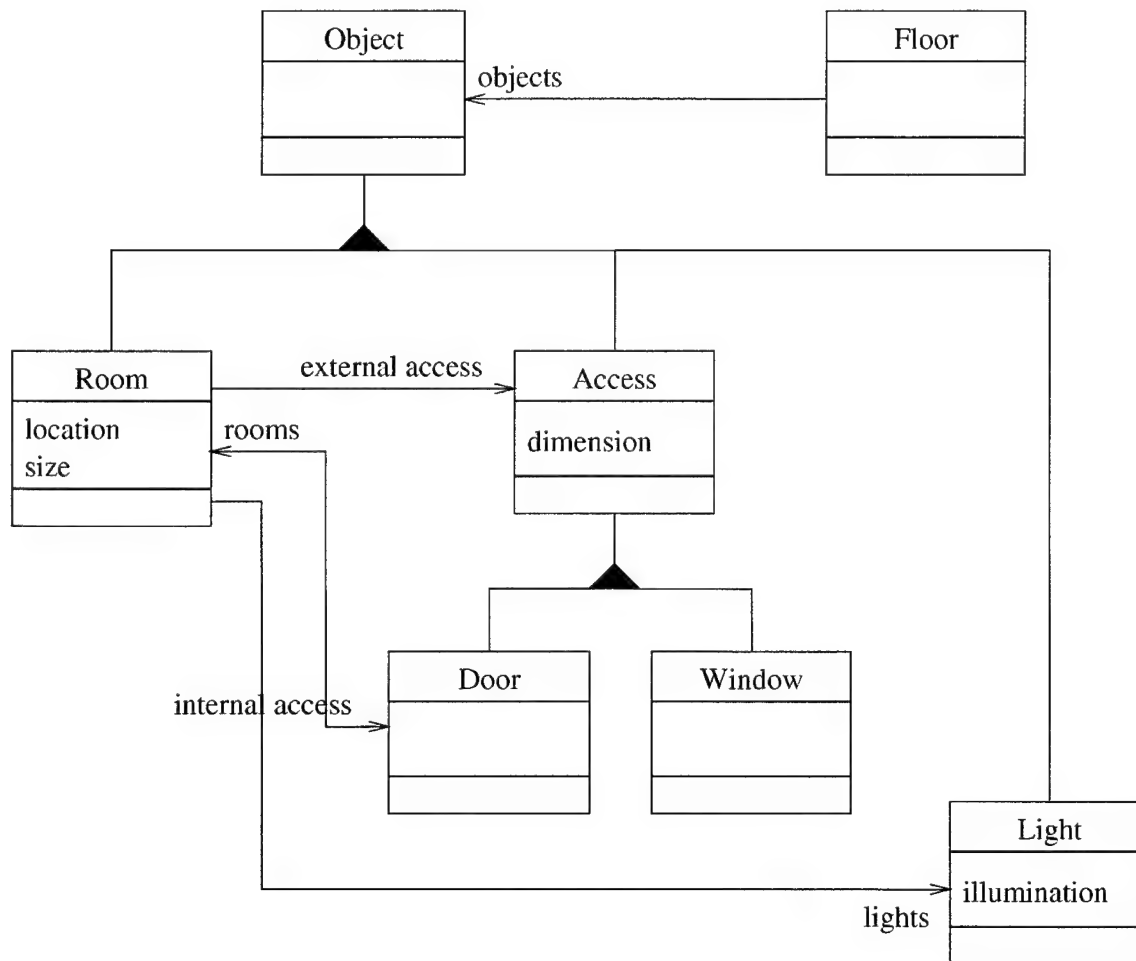 Object
Floor
objects
Room
external access
Access
location
rooms
dimension
size
Door
Window
internal access
Light
illumination
lights